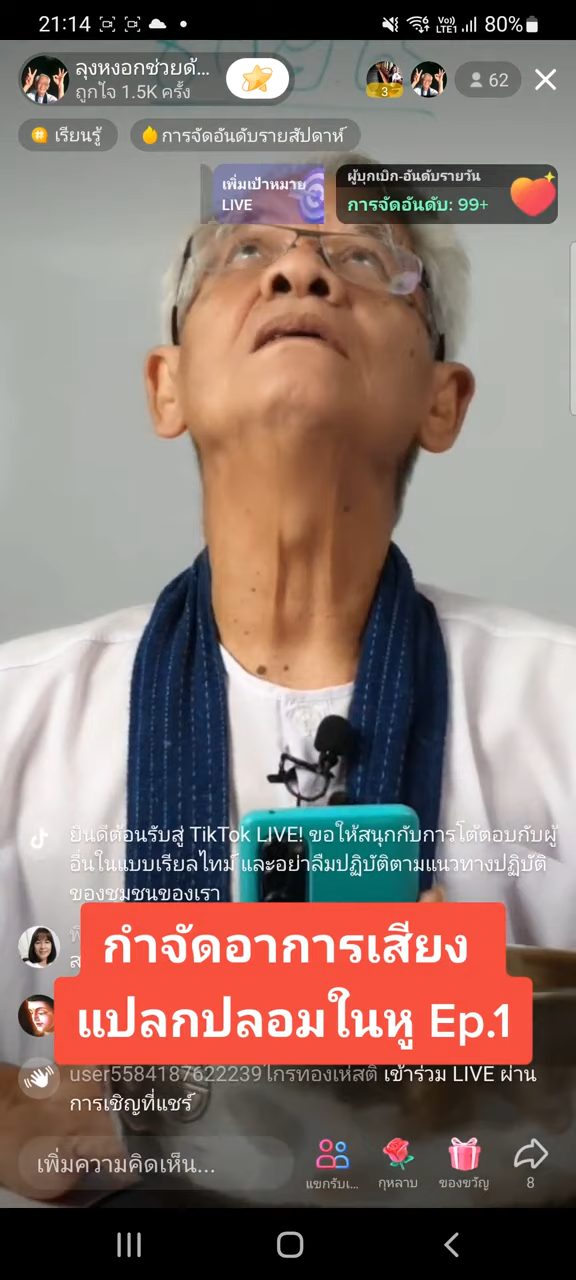 21:14
80%
ลุงหงอกช่วยด้...
ถูกใจ 1.5K ครั้ง
3
62
เรียนรู้
การจัดอันดับรายสัปดาห์
เพิ่มเป้าหมาย
LIVE
ผู้บุกเบิก-อันดับรายวัน
การจัดอันดับ: 99+
ยินดีต้อนรับสู่ TikTok LIVE! ขอให้สนุกกับการโต้ตอบกับผู้
อื่นในแบบเรียลไทม์ และอย่าลืมปฏิบัติตามแนวทางปฏิบัติ
ของชุมชนของเรา
กำจัดอาการเสียง
แปลกปลอมในหู Ep.1
user5584187622239 เข้าร่วม LIVE ผ่าน
การเชิญที่แชร์
เพิ่มความคิดเห็น...
แขกรับเ...
กุหลาบ
ของขวัญ
8